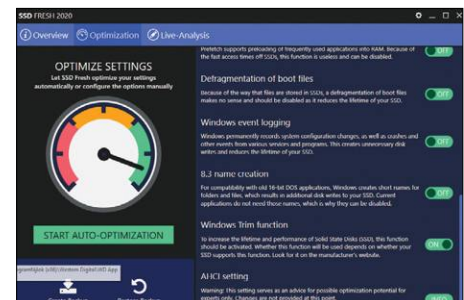 SSD FRESH 2020
Overview Optimization Live-Analysis
OPTIMIZE SETTINGS
Let SSD Fresh optimize your settings
automatically or configure the options manually
START AUTO-OPTIMIZATION
Prefetch supports preloading of frequently used applications into RAM. Because of
the fast access times off SSDs, this function is useless and can be disabled.
OFF
Defragmentation of boot files
Because of the way that files are stored in SSDs, a defragmentation of boot files
makes no sense and should be disabled as it reduces the lifetime of your SSD.
OFF
Windows event logging
Windows permanently records system configuration changes, as well as crashes and
other events from various services and programs. This creates unnecessary disk
writes and reduces the lifetime of your SSD.
OFF
8.3 name creation
For compatibility with old 16-bit DOS applications, Windows creates short names for
folders and files, which results in additional disk writes to your SSD. Current
applications do not need those names, which is why they can be disabled.
OFF
Windows Trim function
To increase the lifetime and performance of Solid State Disks (SSD), this function
should be activated. Whether this function will be used depends on whether your
SSD supports this function. Look for it on the manufacturer's website.
ON
AHCI setting
Warning: This setting serves as an advice for possible optimization potential for
experts only. Changes are not provided at this point.
INFO